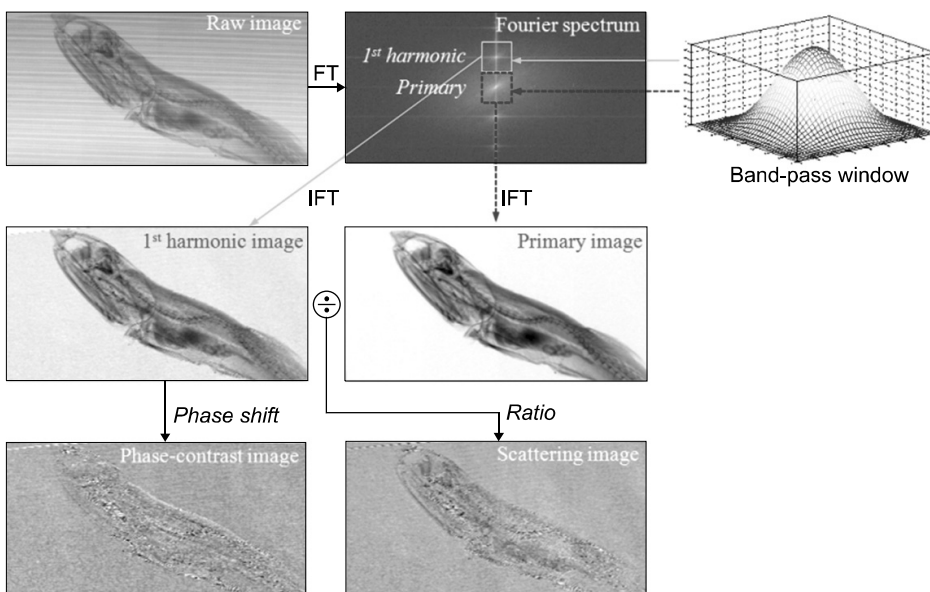 Raw image
FT
Fourier spectrum
1st harmonic
Primary
Band-pass window
IFT
IFT
1st harmonic image
Primary image
÷
Phase shift
Ratio
Phase-contrast image
Scattering image